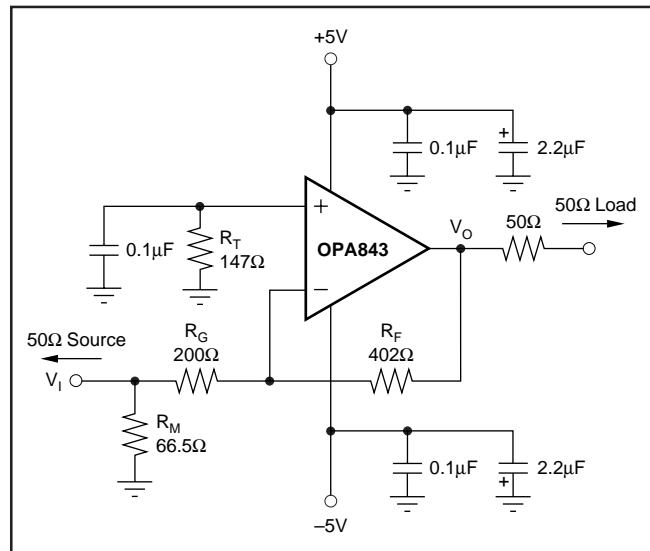 +5V
0.1µF
+
2.2µF
50Ω Load
+
OPA843
−
V_O
50Ω
0.1µF
R_T
147Ω
50Ω Source
V_I
R_G
200Ω
R_F
402Ω
R_M
66.5Ω
0.1µF
+
2.2µF
−5V